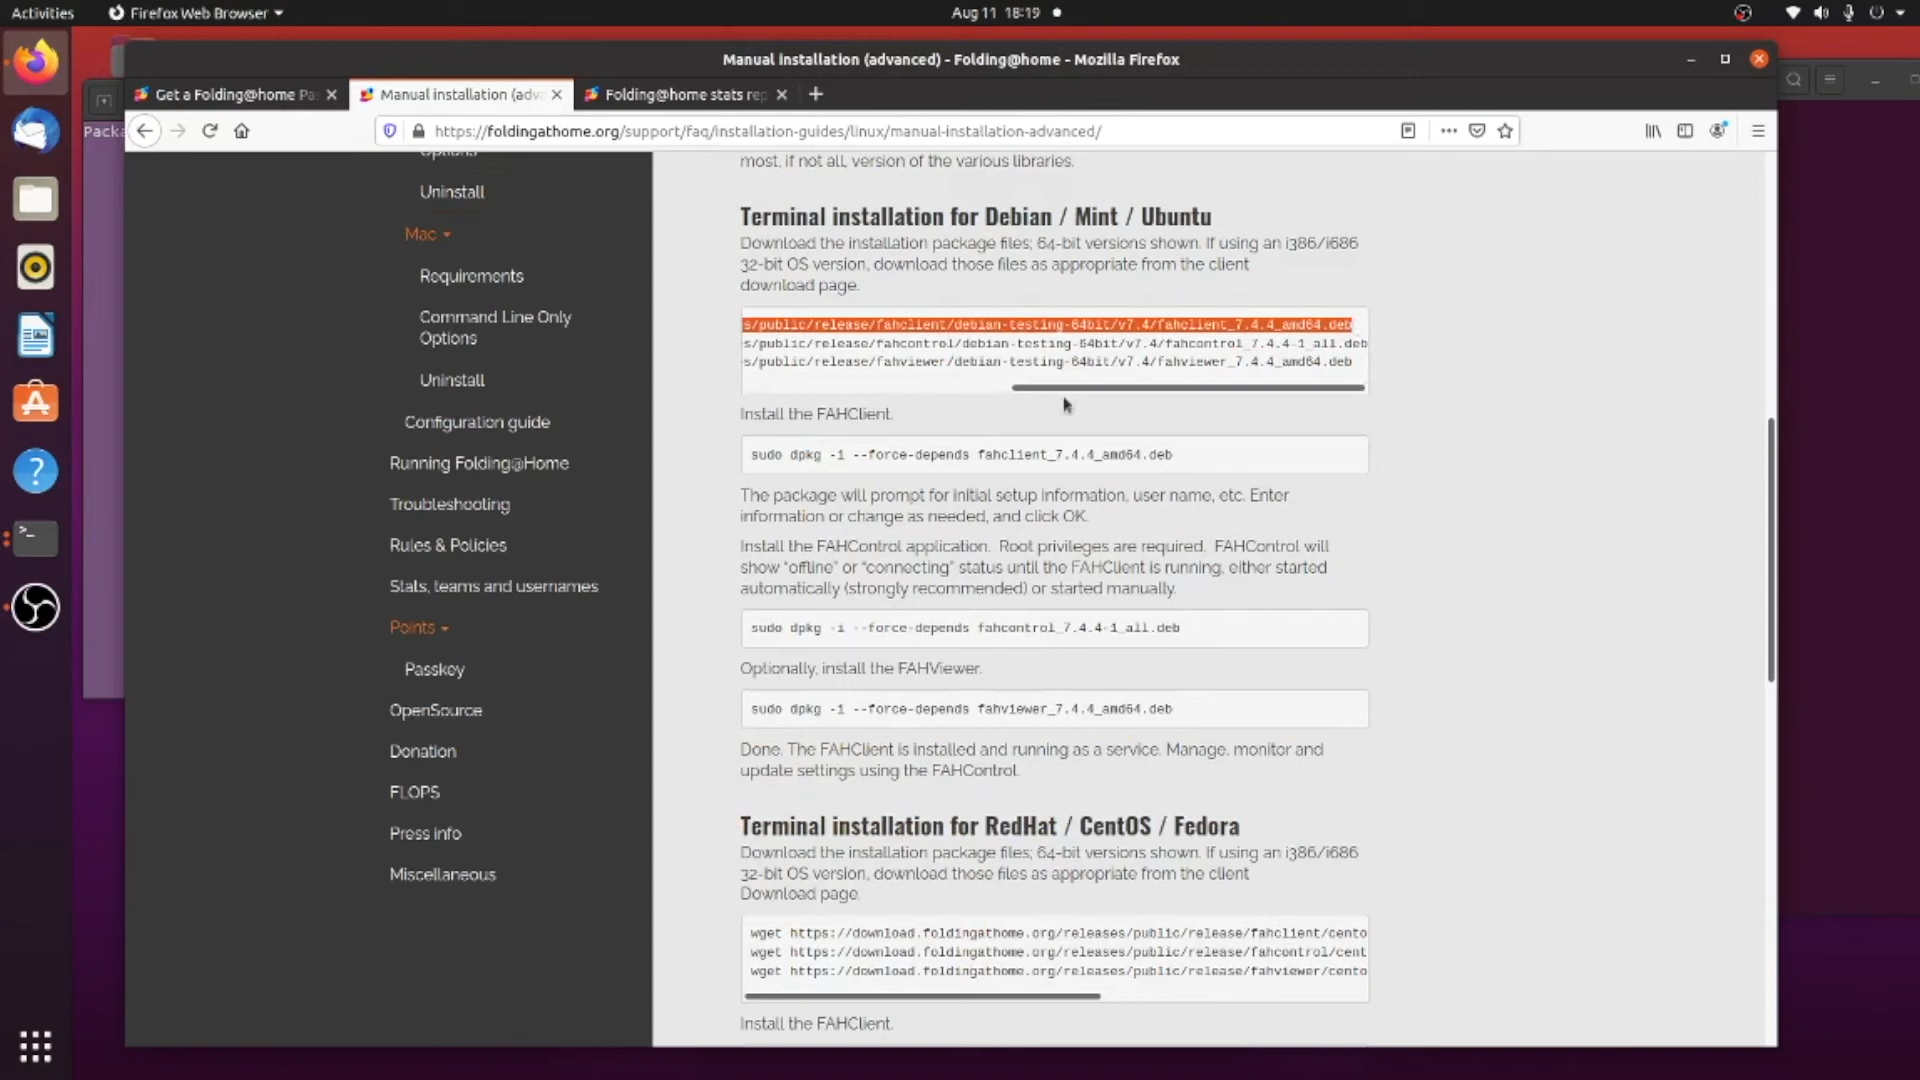 Activities
Firefox Web Browser
Aug 11 18:19
Manual installation (advanced) - Folding@home - Mozilla Firefox
Get a Folding@home Pa
Manual installation (adv
Folding@home stats rep
Packa
https://foldingathome.org/support/faq/installation-guides/linux/manual-installation-advanced/
Options
Uninstall
Mac
Requirements
Command Line Only
Options
Uninstall
Configuration guide
Running Folding@Home
Troubleshooting
Rules & Policies
Stats, teams and usernames
Points
Passkey
OpenSource
Donation
FLOPS
Press info
Miscellaneous
most, if not all, version of the various libraries.
Terminal installation for Debian / Mint / Ubuntu
Download the installation package files; 64-bit versions shown. If using an i386/i686
32-bit OS version, download those files as appropriate from the client
download page.
s/public/release/fahclient/debian-testing-64bit/v7.4/fahclient_7.4.4_amd64.deb
s/public/release/fahcontrol/debian-testing-64bit/v7.4/fahcontrol_7.4.4-1_all.deb
s/public/release/fahviewer/debian-testing-64bit/v7.4/fahviewer_7.4.4_amd64.deb
Install the FAHClient.
sudo dpkg -i --force-depends fahclient_7.4.4_amd64.deb
The package will prompt for initial setup information, user name, etc. Enter
information or change as needed, and click OK.
Install the FAHControl application. Root privileges are required. FAHControl will
show "offline" or "connecting" status until the FAHClient is running, either started
automatically (strongly recommended) or started manually.
sudo dpkg -i --force-depends fahcontrol_7.4.4-1_all.deb
Optionally, install the FAHViewer.
sudo dpkg -i --force-depends fahviewer_7.4.4_amd64.deb
Done. The FAHClient is installed and running as a service. Manage, monitor and
update settings using the FAHControl.
Terminal installation for RedHat / CentOS / Fedora
Download the installation package files; 64-bit versions shown. If using an i386/i686
32-bit OS version, download those files as appropriate from the client
Download page.
wget https://download.foldingathome.org/releases/public/release/fahclient/cento
wget https://download.foldingathome.org/releases/public/release/fahcontrol/cent
wget https://download.foldingathome.org/releases/public/release/fahviewer/cento
Install the FAHClient.